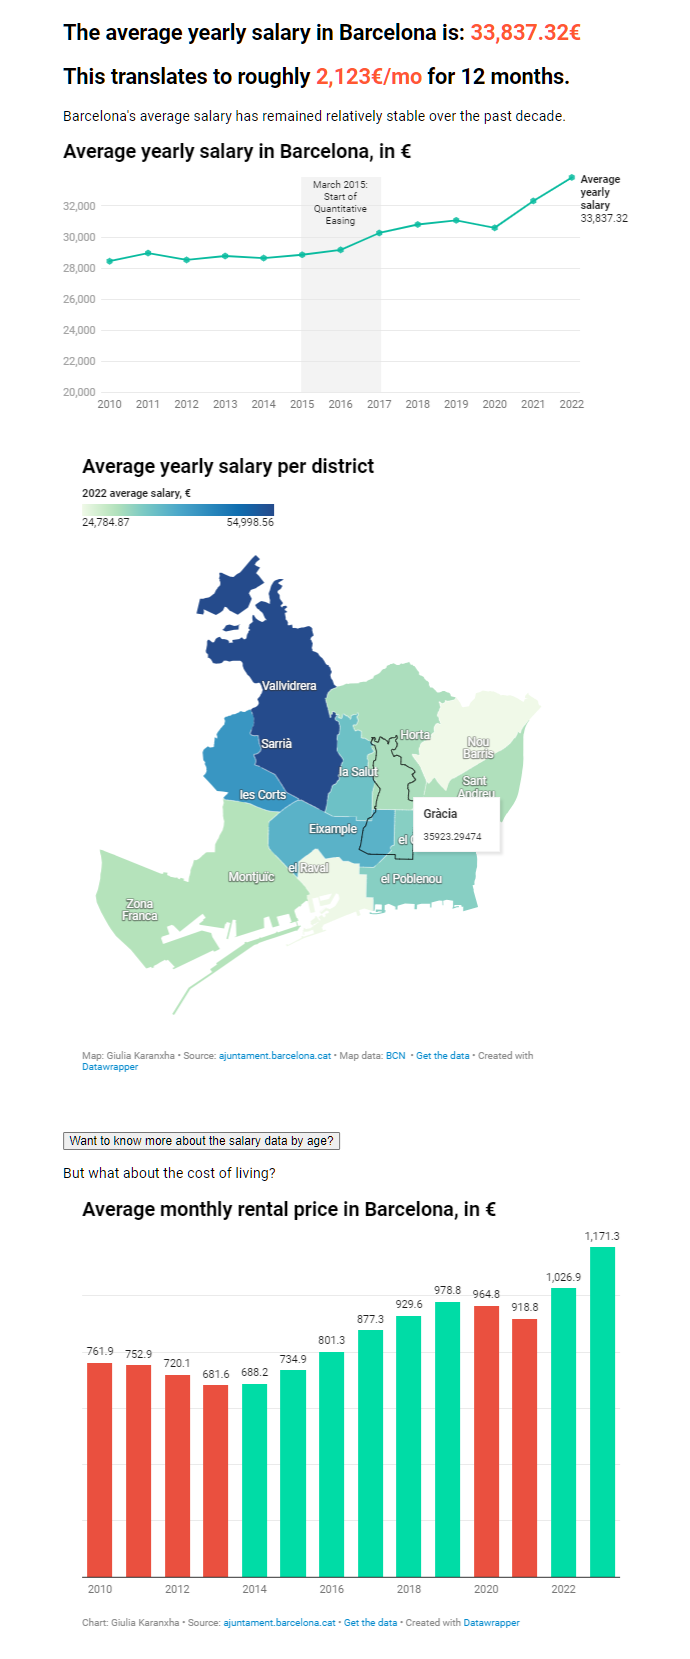 The average yearly salary in Barcelona is: 33,837.32€
This translates to roughly 2,123€/mo for 12 months.
Barcelona's average salary has remained relatively stable over the past decade.
Average yearly salary in Barcelona, in €
March 2015:
Start of
Quantitative
Easing
Average
yearly
salary
33,837.32
32,000
30,000
28,000
26,000
24,000
22,000
20,000
2010 2011 2012 2013 2014 2015 2016 2017 2018 2019 2020 2021 2022
Average yearly salary per district
2022 average salary, €
24,784.87 54,998.56
Vallvidrera
Horta
Sarrià
Nou
Barris
la Salut
Sant
Andreu
les Corts
Gràcia
35923.29474
Eixample
el
el Raval
Montjuïc
el Poblenou
Zona
Franca
Map: Giulia Karanxha • Source: ajuntament.barcelona.cat • Map data: BCN • Get the data • Created with
Datawrapper
Want to know more about the salary data by age?
But what about the cost of living?
Average monthly rental price in Barcelona, in €
761.9 752.9 720.1 681.6 688.2 734.9 801.3 877.3 929.6 978.8 964.8 918.8 1,026.9 1,171.3
2010 2012 2014 2016 2018 2020 2022
Chart: Giulia Karanxha • Source: ajuntament.barcelona.cat • Get the data • Created with Datawrapper